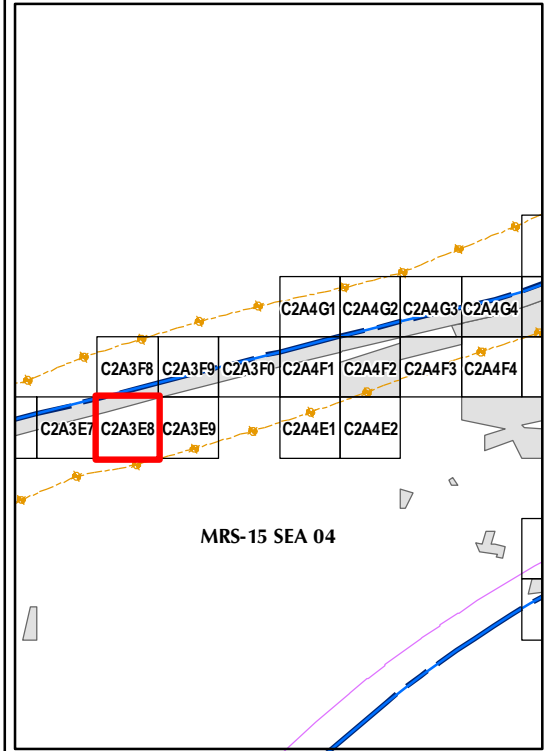 C2A4G1 C2A4G2 C2A4G3 C2A4G4
C2A3F8 C2A3F9 C2A3F0 C2A4F1 C2A4F2 C2A4F3 C2A4F4
C2A3E7 C2A3E8 C2A3E9 C2A4E1 C2A4E2
MRS-15 SEA 04